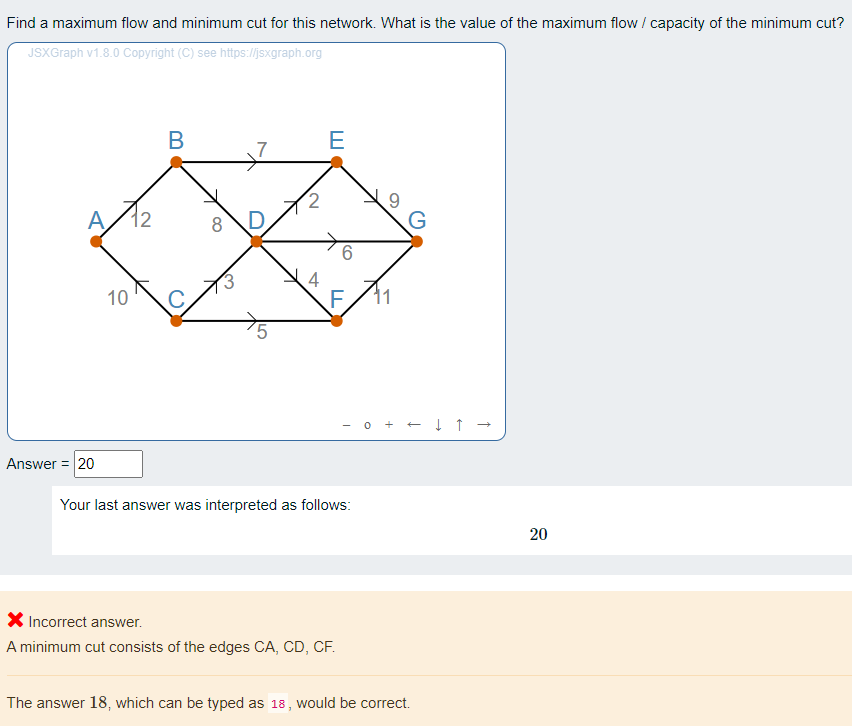 Find a maximum flow and minimum cut for this network. What is the value of the maximum flow / capacity of the minimum cut?
JSXGraph v1.8.0 Copyright (C) see https://jsxgraph.org
B
7
E
A
12
8
D
2
9
G
6
10
C
3
4
F
11
5
– o + ← ↓ ↑ →
Answer = 20
Your last answer was interpreted as follows:
20
Incorrect answer.
A minimum cut consists of the edges CA, CD, CF.
The answer 18, which can be typed as 18, would be correct.